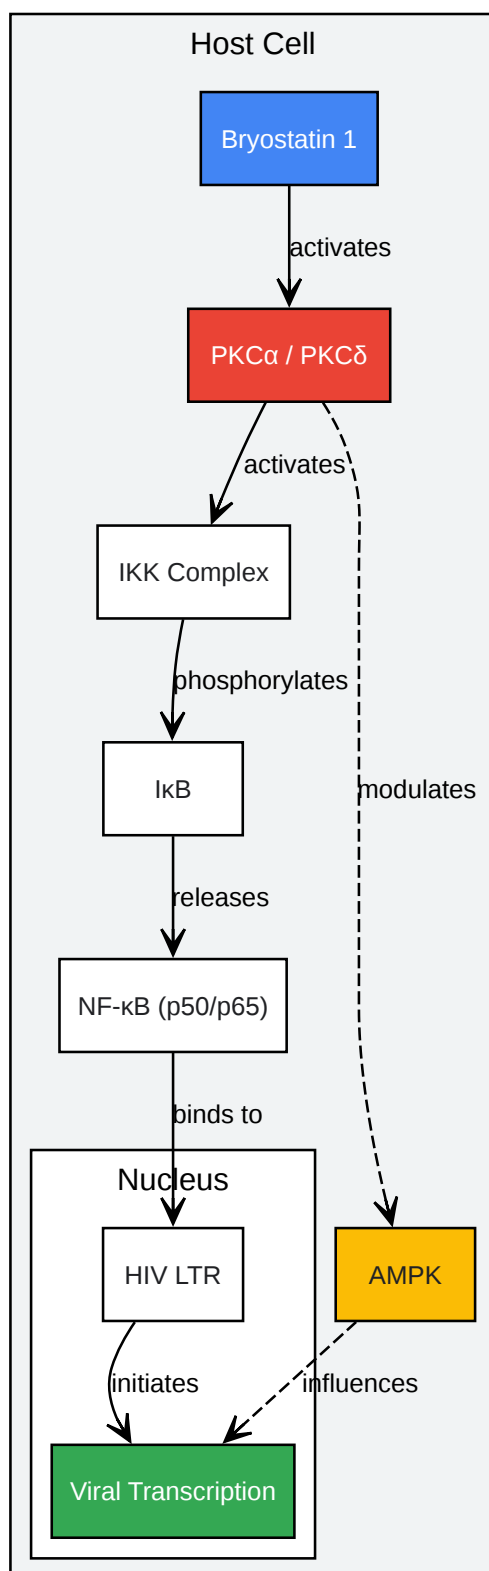 Host Cell
Bryostatin 1
activates
PKCα / PKCδ
activates
IKK Complex
phosphorylates
IκB
modulates
releases
NF-κB (p50/p65)
binds to
Nucleus
HIV LTR
AMPK
initiates
influences
Viral Transcription